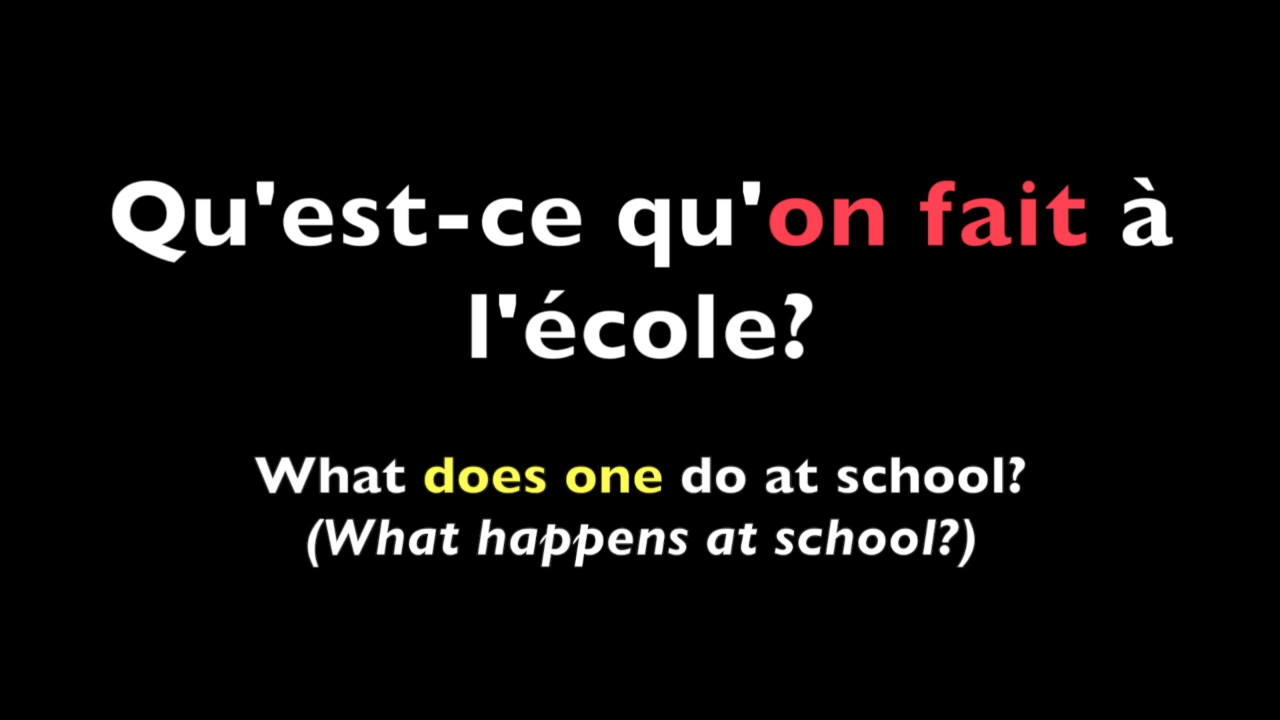 Qu'est-ce qu'on fait à
l'école?
What does one do at school?
(What happens at school?)